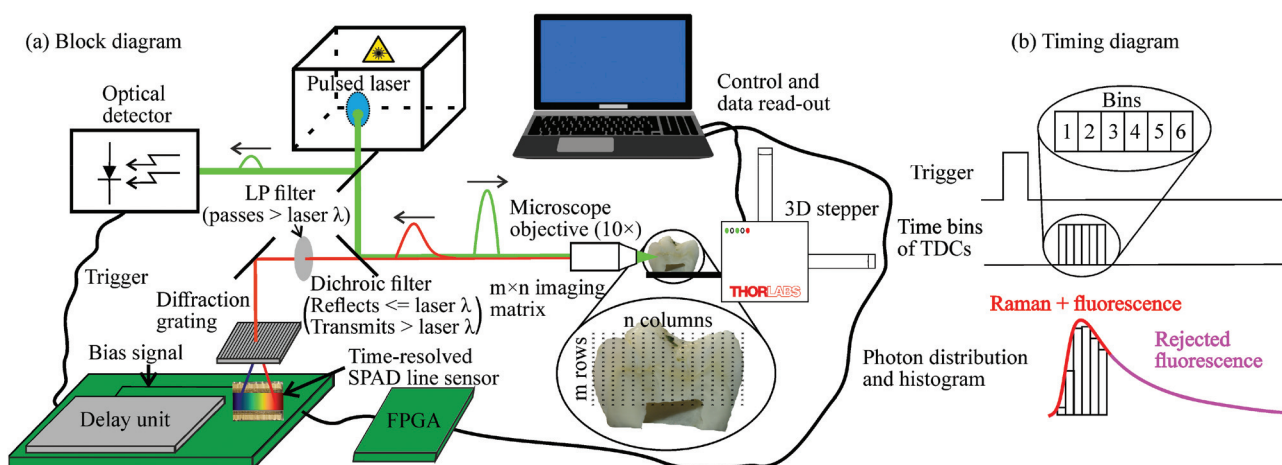 (a) Block diagram
Optical
detector
Pulsed laser
LP filter
(passes > laser λ)
Trigger
Diffraction
grating
Dichroic filter
(Reflects <= laser λ)
(Transmits > laser λ)
Bias signal
Delay unit
Time-resolved
SPAD line sensor
FPGA
Microscope
objective (10×)
m×n imaging
matrix
n columns
m rows
Control and
data read-out
3D stepper
THORLABS
(b) Timing diagram
Bins
1 2 3 4 5 6
Trigger
Time bins
of TDCs
Raman + fluorescence
Rejected
fluorescence
Photon distribution
and histogram